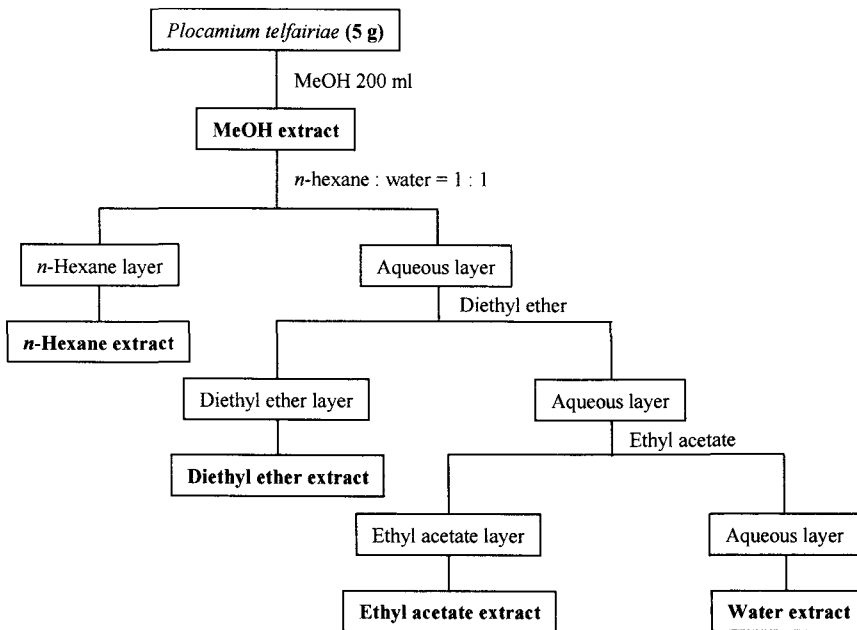 Plocamium telfairiae (5 g)
MeOH 200 ml
MeOH extract
n-hexane : water = 1 : 1
n-Hexane layer
Aqueous layer
Diethyl ether
n-Hexane extract
Diethyl ether layer
Aqueous layer
Ethyl acetate
Diethyl ether extract
Ethyl acetate layer
Aqueous layer
Ethyl acetate extract
Water extract